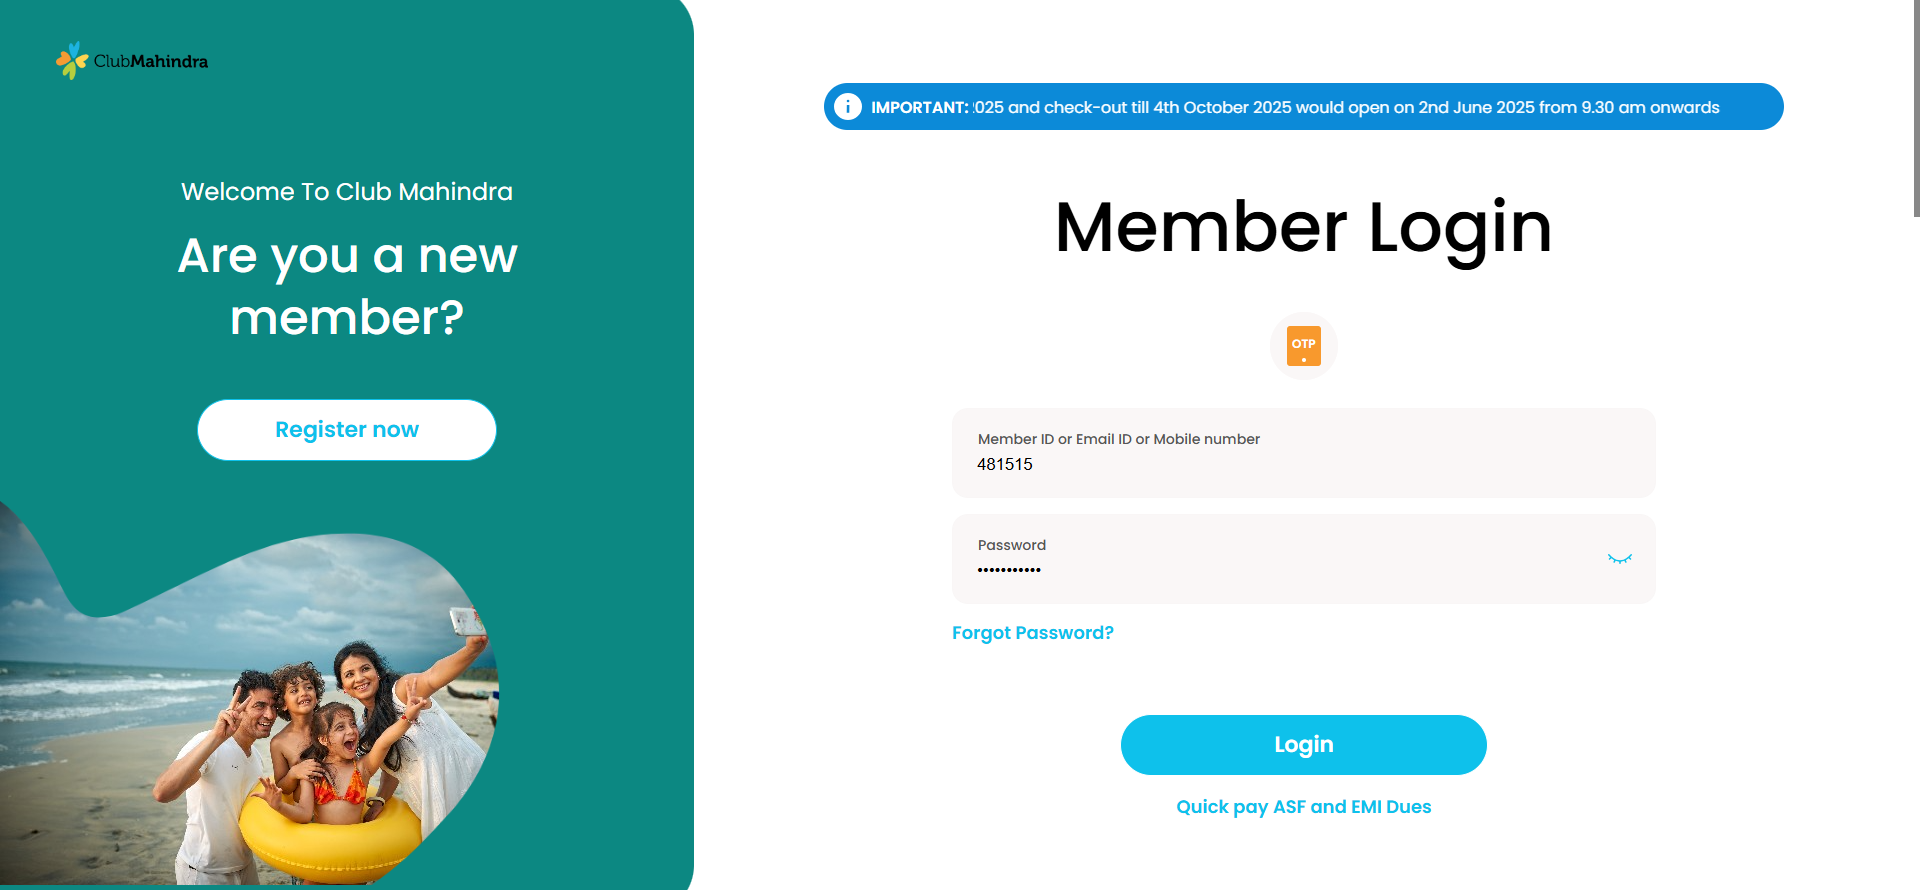 ClubMahindra
Welcome To Club Mahindra
Are you a new
member?
Register now
IMPORTANT: 2025 and check-out till 4th October 2025 would open on 2nd June 2025 from 9.30 am onwards
Member Login
OTP
Member ID or Email ID or Mobile number
481515
Password
•••••••••••
Forgot Password?
Login
Quick pay ASF and EMI Dues